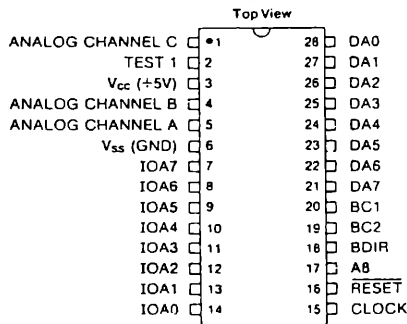 Top View
ANALOG CHANNEL C 1 28 DA0
TEST 1 2 27 DA1
Vcc (+5V) 3 26 DA2
ANALOG CHANNEL B 4 25 DA3
ANALOG CHANNEL A 5 24 DA4
Vss (GND) 6 23 DA5
IOA7 7 22 DA6
IOA6 8 21 DA7
IOA5 9 20 BC1
IOA4 10 19 BC2
IOA3 11 18 BDIR
IOA2 12 17 A8
IOA1 13 16 RESET
IOA0 14 15 CLOCK